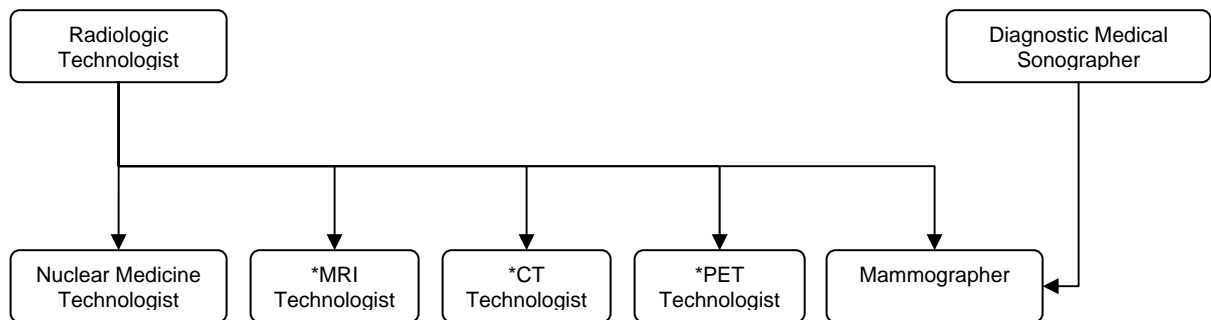 Radiologic
Technologist
Diagnostic Medical
Sonographer
Nuclear Medicine
Technologist
*MRI
Technologist
*CT
Technologist
*PET
Technologist
Mammographer